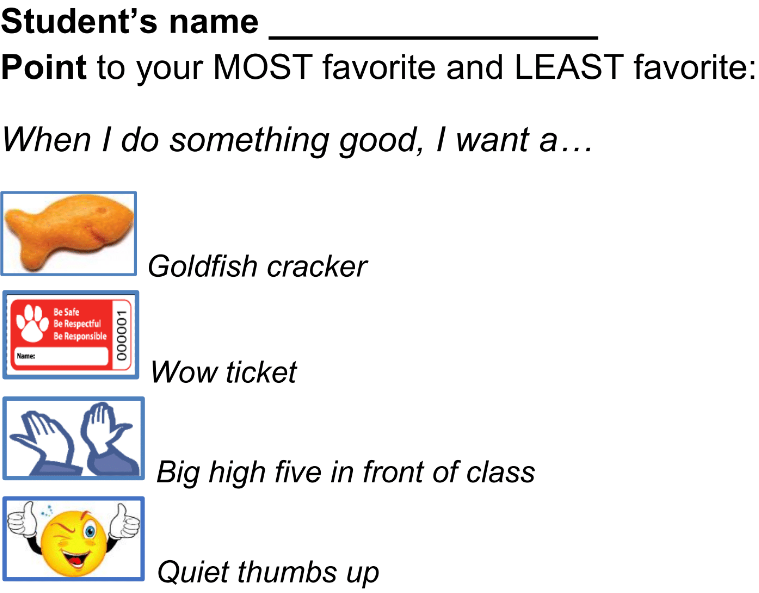 Student’s name __________________
Point to your MOST favorite and LEAST favorite:
When I do something good, I want a…
Goldfish cracker
Be Safe
Be Respectful
Be Responsible
Name:
000001
Wow ticket
Big high five in front of class
Quiet thumbs up